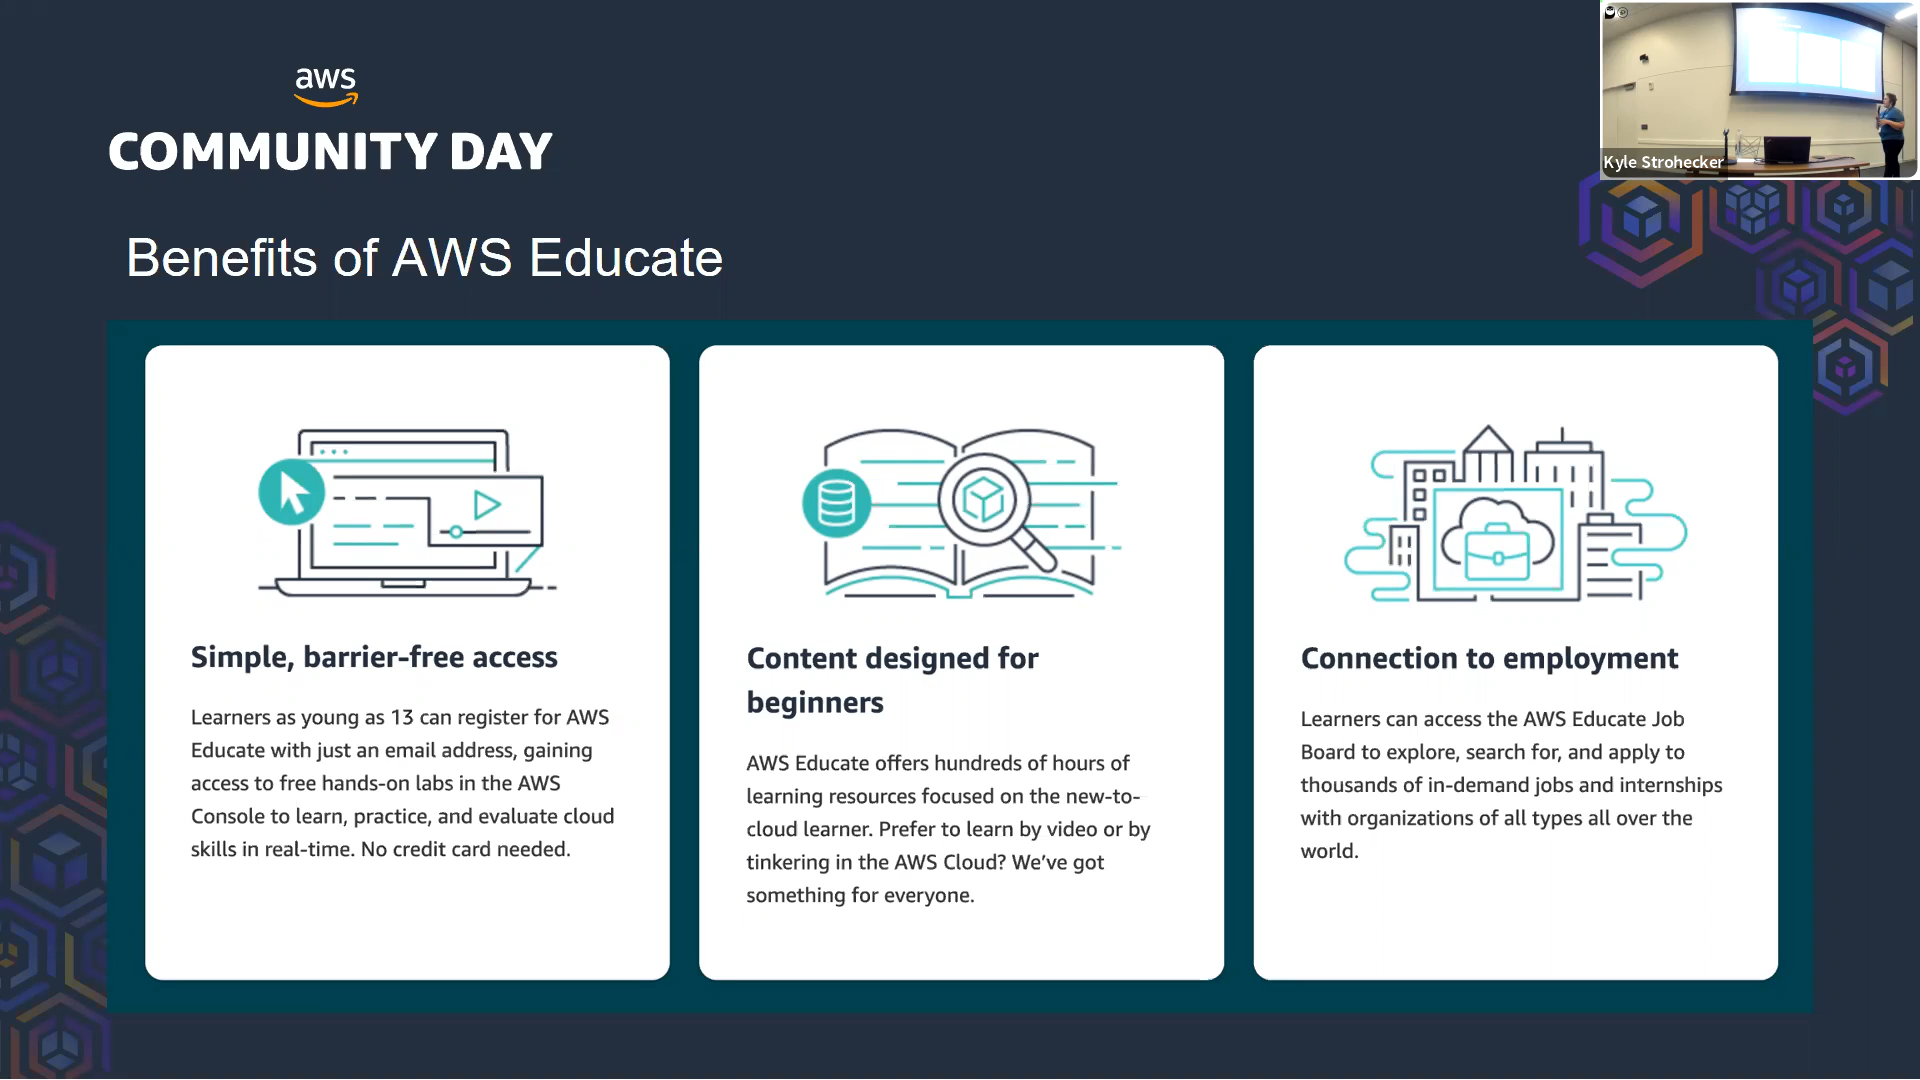 aws
COMMUNITY DAY
Kyle Strohecker
Benefits of AWS Educate
Simple, barrier-free access
Learners as young as 13 can register for AWS
Educate with just an email address, gaining
access to free hands-on labs in the AWS
Console to learn, practice, and evaluate cloud
skills in real-time. No credit card needed.
Content designed for
beginners
AWS Educate offers hundreds of hours of
learning resources focused on the new-to-
cloud learner. Prefer to learn by video or by
tinkering in the AWS Cloud? We’ve got
something for everyone.
Connection to employment
Learners can access the AWS Educate Job
Board to explore, search for, and apply to
thousands of in-demand jobs and internships
with organizations of all types all over the
world.